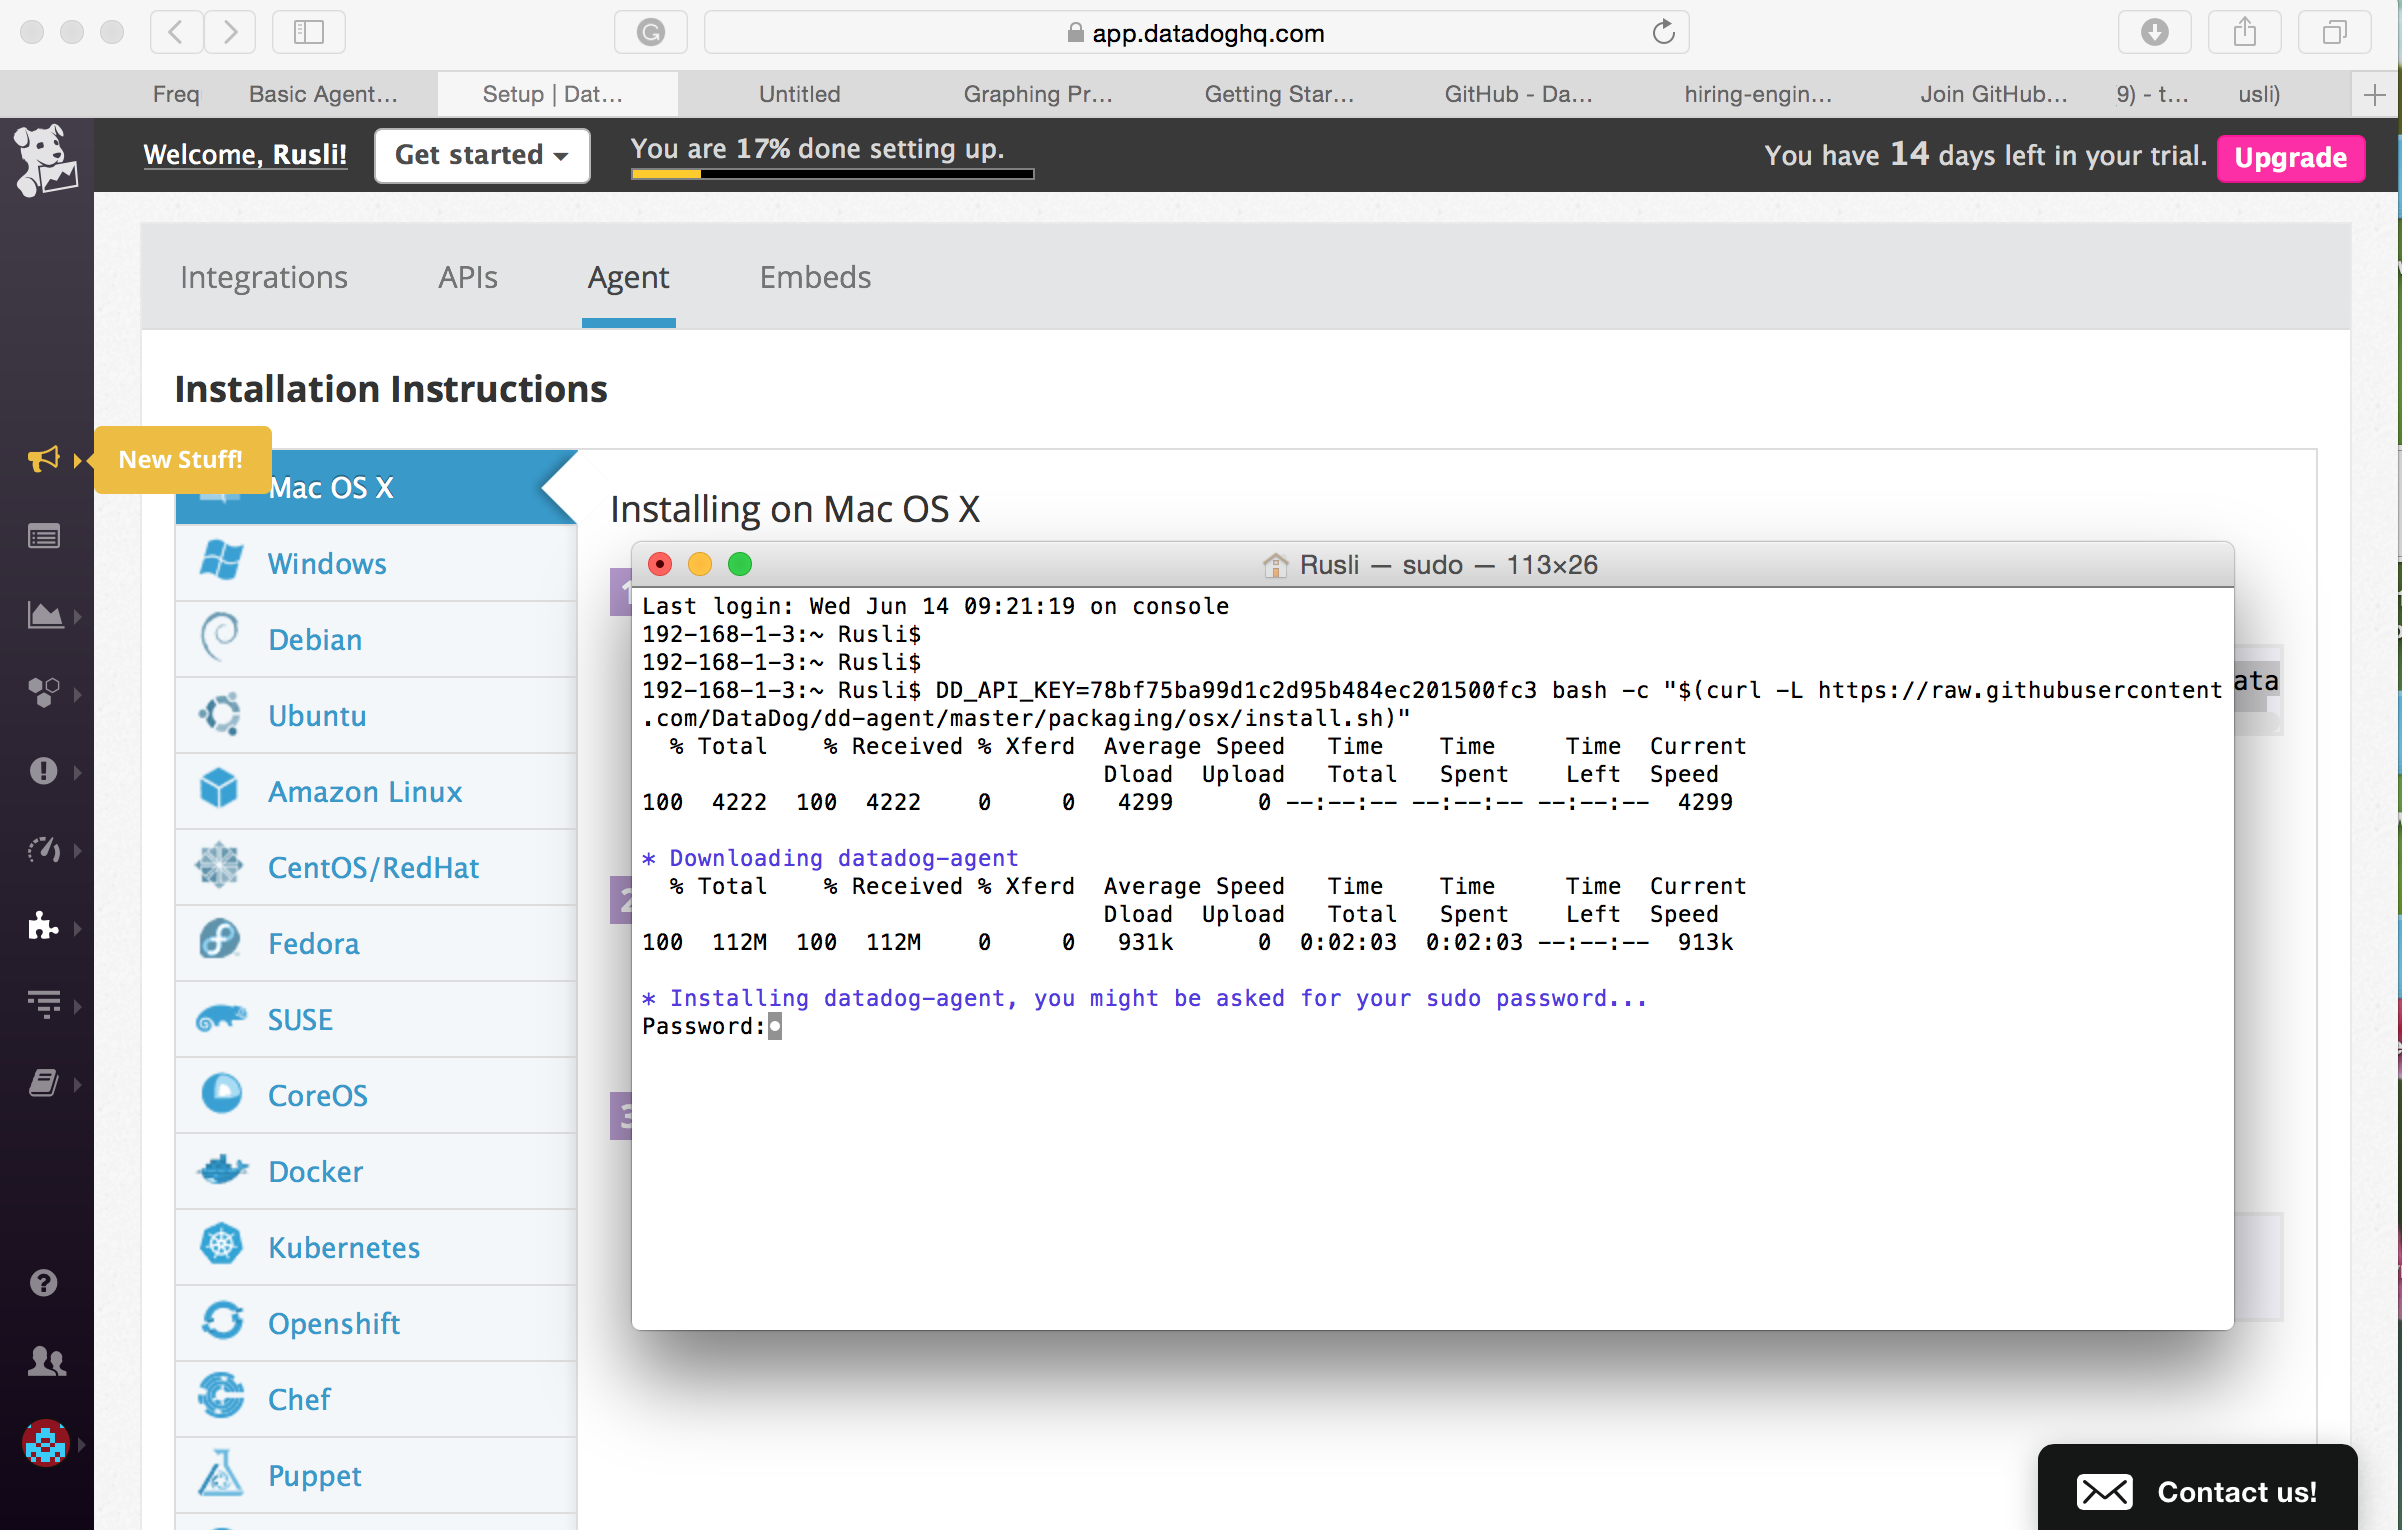 app.datadoghq.com
Freq
Basic Agent...
Setup | Dat...
Untitled
Graphing Pr...
Getting Star...
GitHub - Da...
hiring-engin...
Join GitHub...
9) - t...
usli)
Welcome, Rusli!
Get started
You are 17% done setting up.
You have 14 days left in your trial.
Upgrade
Integrations
APIs
Agent
Embeds
Installation Instructions
New Stuff!
Mac OS X
Windows
Debian
Ubuntu
Amazon Linux
CentOS/RedHat
Fedora
SUSE
CoreOS
Docker
Kubernetes
Openshift
Chef
Puppet
Installing on Mac OS X
1
2
3
ata
Rusli — sudo — 113×26
Last login: Wed Jun 14 09:21:19 on console
192-168-1-3:~ Rusli$
192-168-1-3:~ Rusli$
192-168-1-3:~ Rusli$ DD_API_KEY=78bf75ba99d1c2d95b484ec201500fc3 bash -c "$(curl -L https://raw.githubusercontent
.com/DataDog/dd-agent/master/packaging/osx/install.sh)"
% Total % Received % Xferd Average Speed Time Time Time Current
Dload Upload Total Spent Left Speed
100 4222 100 4222 0 0 4299 0 --:--:-- --:--:-- --:--:-- 4299
* Downloading datadog-agent
% Total % Received % Xferd Average Speed Time Time Time Current
Dload Upload Total Spent Left Speed
100 112M 100 112M 0 0 931k 0 0:02:03 0:02:03 --:--:-- 913k
* Installing datadog-agent, you might be asked for your sudo password...
Password:
Contact us!